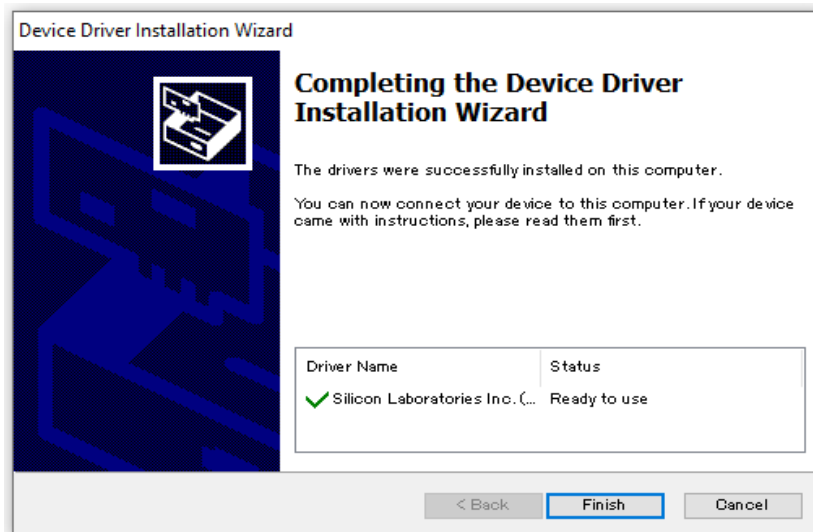 Device Driver Installation Wizard
Completing the Device Driver
Installation Wizard
The drivers were successfully installed on this computer.
You can now connect your device to this computer. If your device
came with instructions, please read them first.
Driver Name Status
Silicon Laboratories Inc. (... Ready to use
< Back Finish Cancel